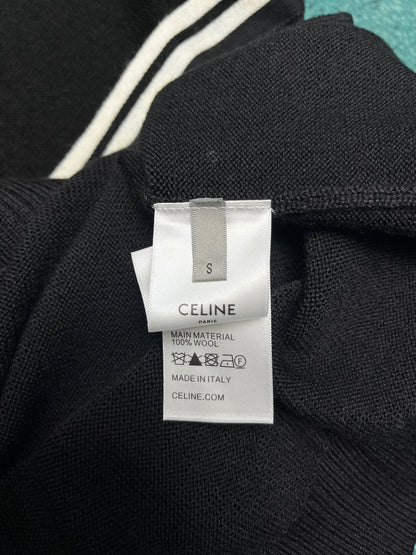 S
CELINE
PARIS
MAIN MATERIAL
100% WOOL
MADE IN ITALY
CELINE.COM